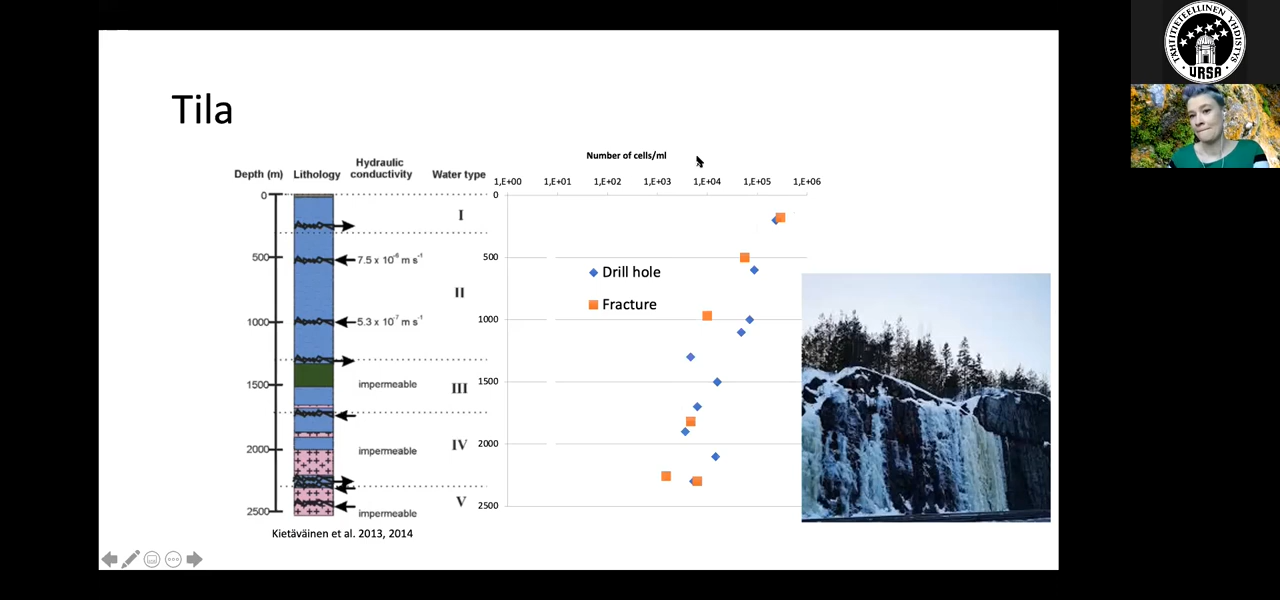 Tila
Depth (m)
Lithology
Hydraulic
conductivity
Water type
0
500
1000
1500
2000
2500
7.5 x 10⁻⁶ m s⁻¹
5.3 x 10⁻⁷ m s⁻¹
impermeable
impermeable
impermeable
I
II
III
IV
V
Kietäväinen et al. 2013, 2014
Number of cells/ml
1,E+00 1,E+01 1,E+02 1,E+03 1,E+04 1,E+05 1,E+06
0
500
1000
1500
2000
2500
Drill hole
Fracture
TÄHTITIETEELLINEN YHDISTYS
URSA